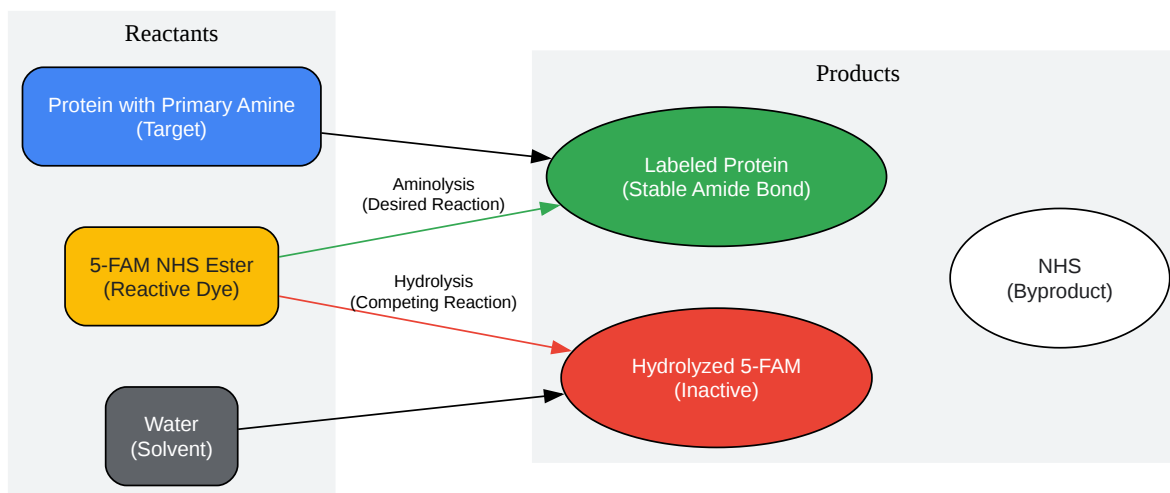 Reactants
Protein with Primary Amine
(Target)
5-FAM NHS Ester
(Reactive Dye)
Water
(Solvent)
Aminolysis
(Desired Reaction)
Hydrolysis
(Competing Reaction)
Products
Labeled Protein
(Stable Amide Bond)
Hydrolyzed 5-FAM
(Inactive)
NHS
(Byproduct)